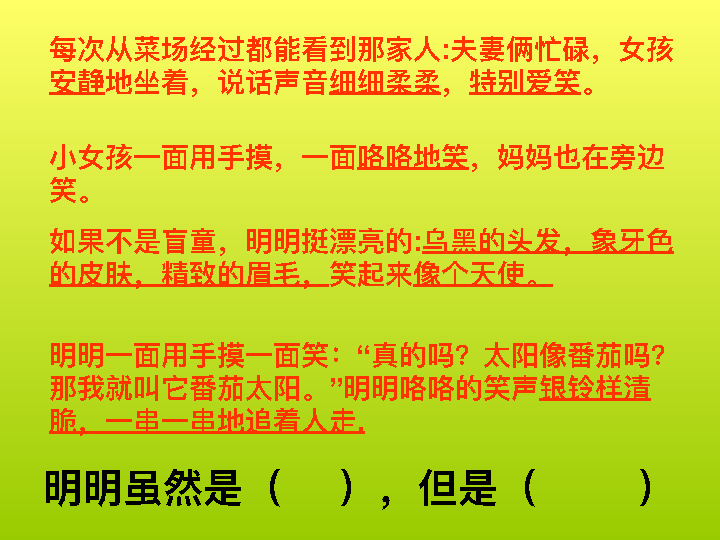 每次从菜场经过都能看到那家人:夫妻俩忙碌，女孩
安静地坐着，说话声音细细柔柔，特别爱笑。
小女孩一面用手摸，一面咯咯地笑，妈妈也在旁边
笑。
如果不是盲童，明明挺漂亮的:乌黑的头发，象牙色
的皮肤，精致的眉毛，笑起来像个天使。
明明一面用手摸一面笑：“真的吗？太阳像番茄吗？
那我就叫它番茄太阳。”明明咯咯的笑声银铃样清
脆，一串一串地追着人走.
明明虽然是（　　），但是（　　　　）